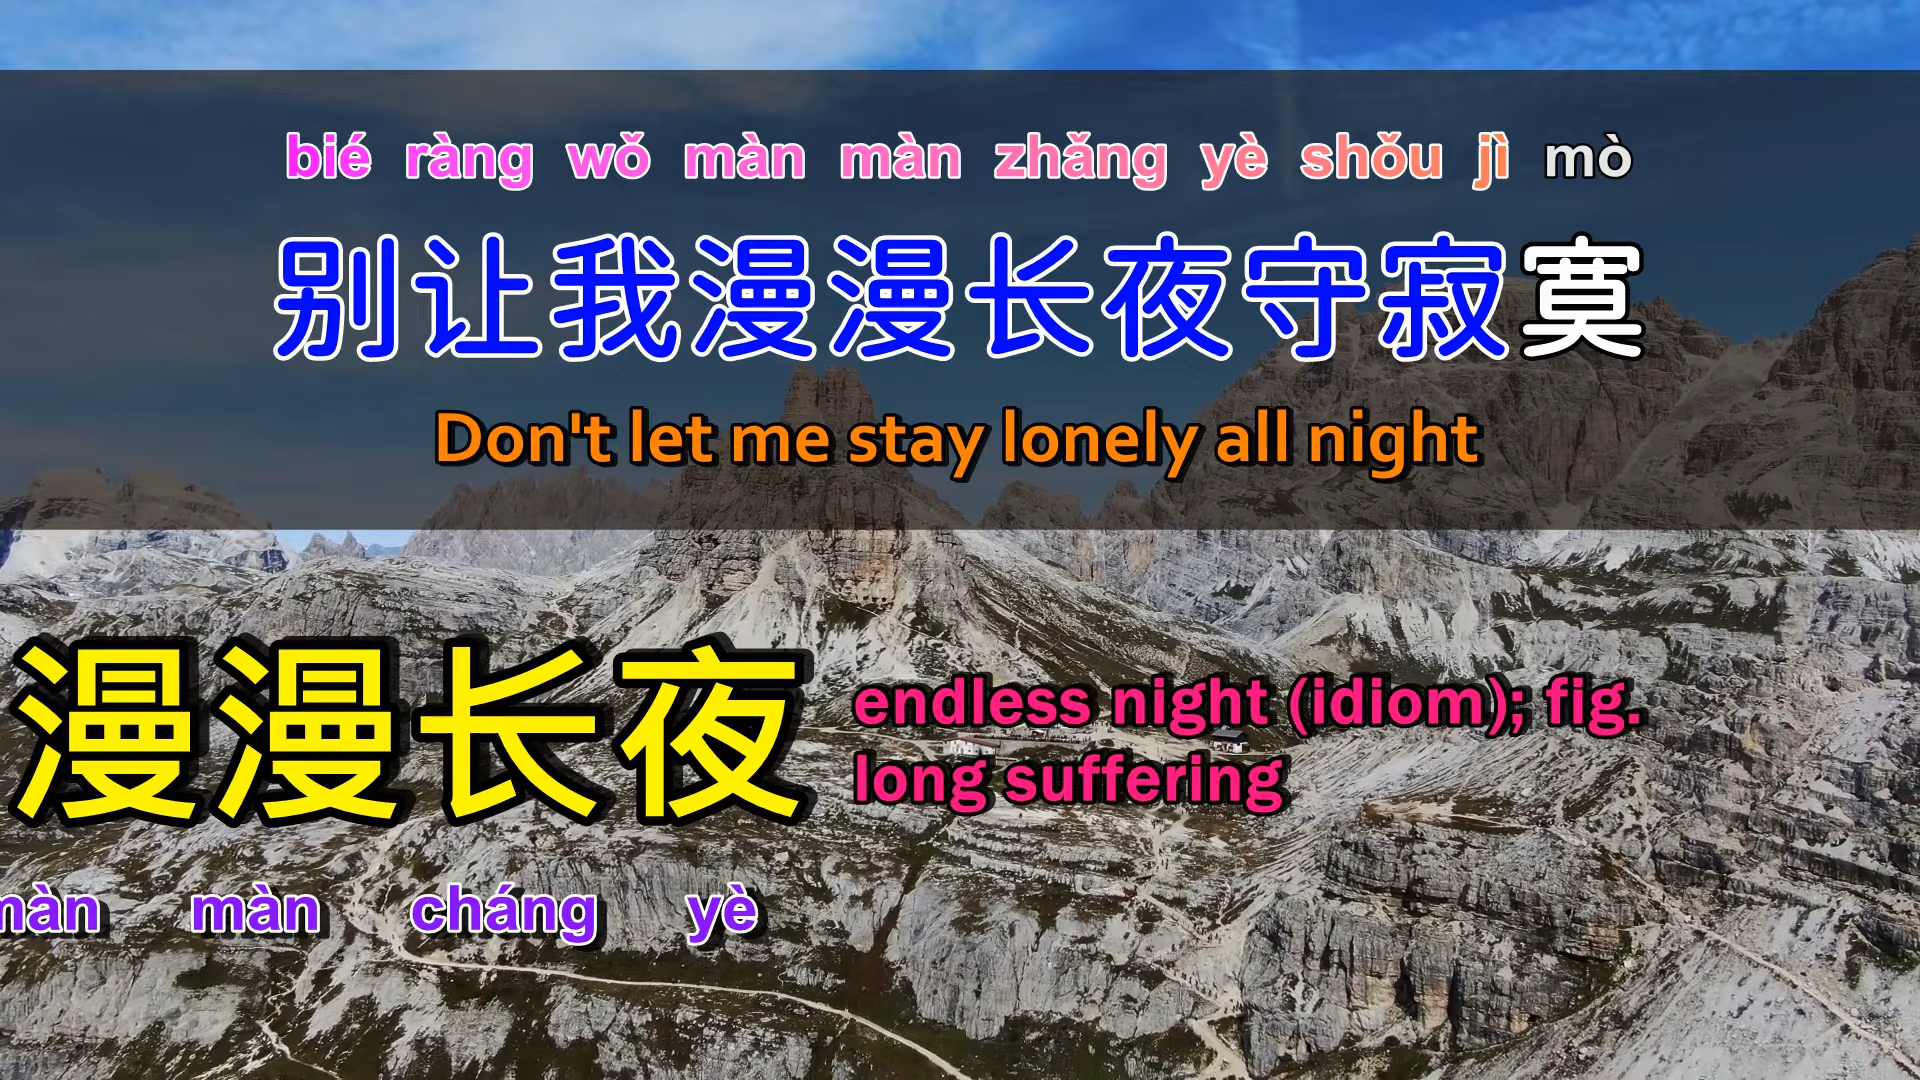 bié ràng wǒ màn màn zhǎng yè shǒu jì mò
别让我漫漫长夜守寂寞
Don't let me stay lonely all night
漫漫长夜
endless night (idiom); fig.
long suffering
màn màn cháng yè